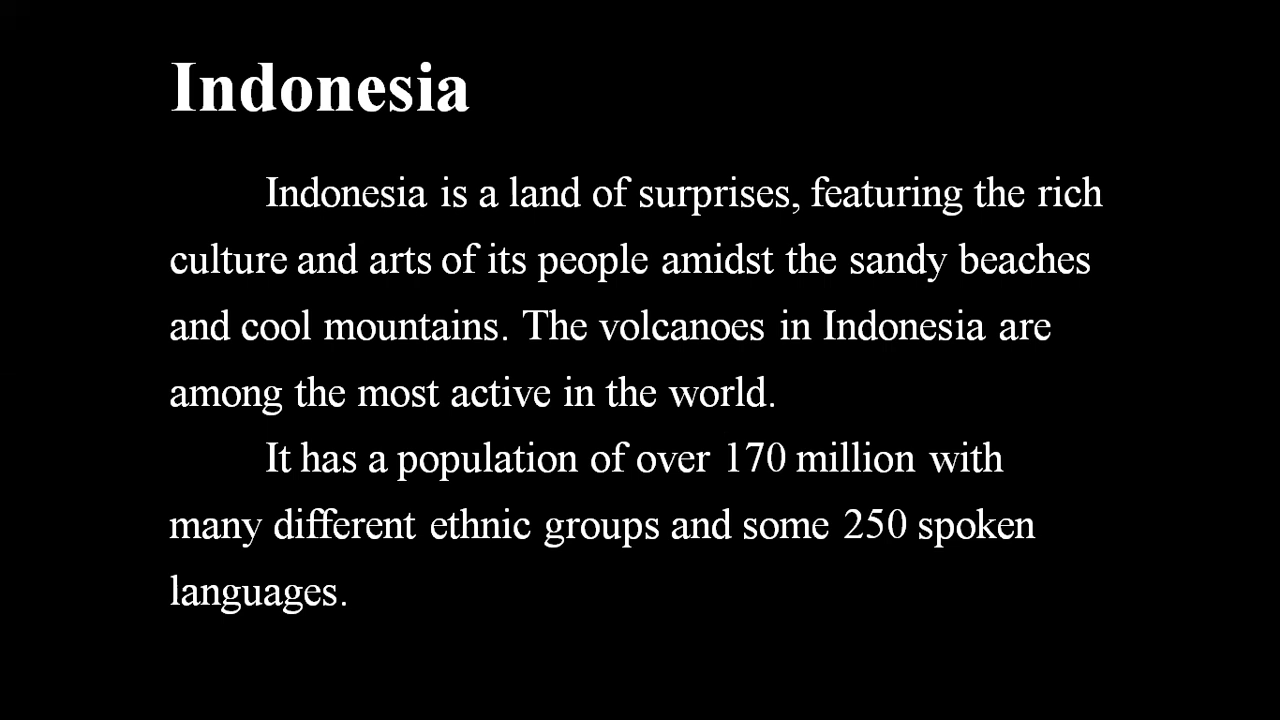 Indonesia
Indonesia is a land of surprises, featuring the rich
culture and arts of its people amidst the sandy beaches
and cool mountains. The volcanoes in Indonesia are
among the most active in the world.
It has a population of over 170 million with
many different ethnic groups and some 250 spoken
languages.